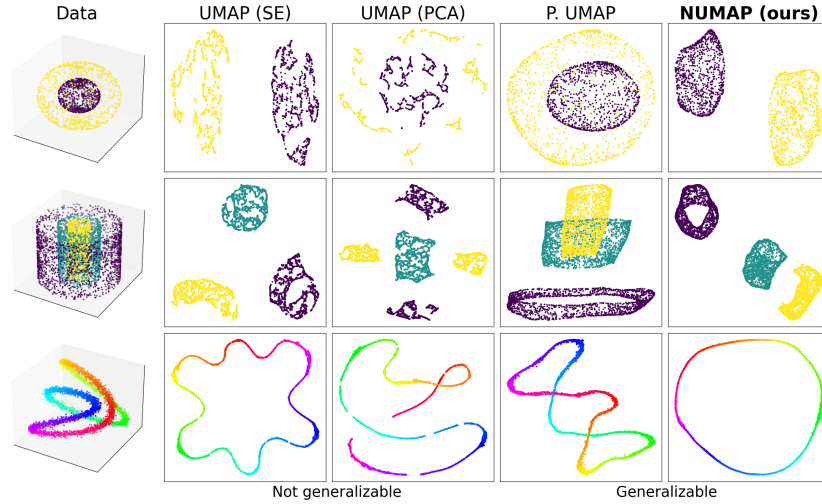 Data
UMAP (SE)
UMAP (PCA)
P. UMAP
NUMAP (ours)
Not generalizable
Generalizable